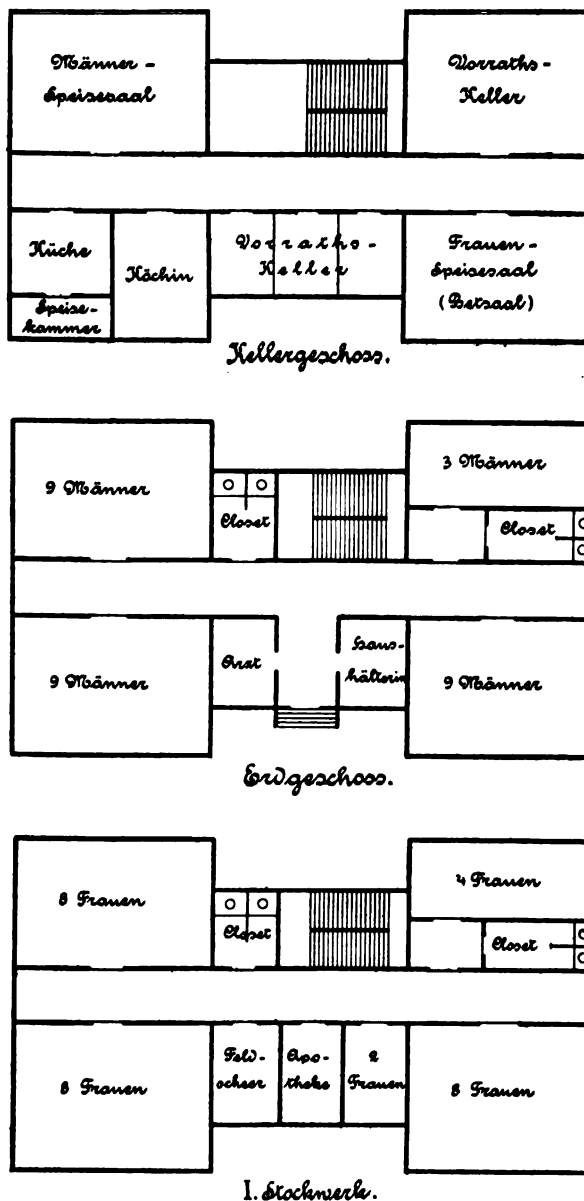 Männer -
Speisesaal
Vorraths -
Keller
Küche
Speise-
kammer
Köchin
Vorraths -
Keller
Frauen -
Speisesaal
(Betsaal)
Kellergeschoss.
9 Männer
Closet
3 Männer
Closet
9 Männer
Arzt
Haus-
hälterin
9 Männer
Erdgeschoss.
8 Frauen
Closet
4 Frauen
Closet
8 Frauen
Feld-
scheer
Apo-
theke
2
Frauen
8 Frauen
I. Stockwerk.